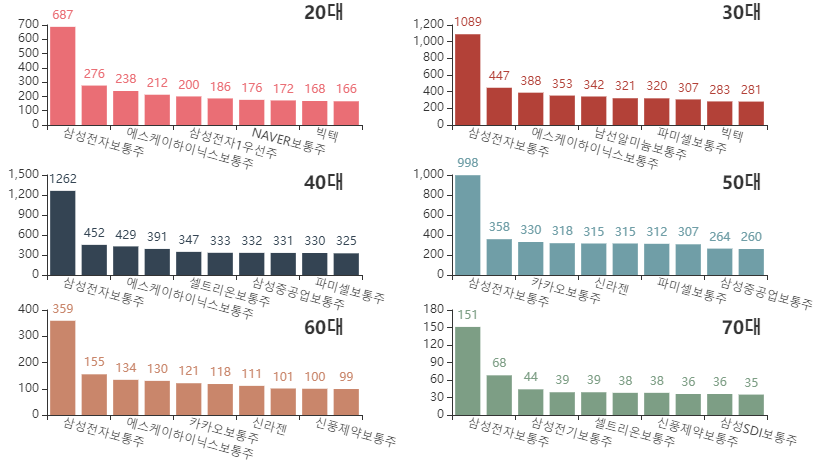 20대
700
600
500
400
300
200
100
0
687
276
238
212
200
186
176
172
168
166
삼성전자보통주
에스케이하이닉스보통주
삼성전자1우선주
NAVER보통주
빅텍
30대
1,200
1,000
800
600
400
200
0
1089
447
388
353
342
321
320
307
283
281
삼성전자보통주
에스케이하이닉스보통주
남선알미늄보통주
파미셀보통주
빅텍
40대
1,500
1,200
900
600
300
0
1262
452
429
391
347
333
332
331
330
325
삼성전자보통주
에스케이하이닉스보통주
셀트리온보통주
삼성중공업보통주
파미셀보통주
50대
1,000
800
600
400
200
0
998
358
330
318
315
315
312
307
264
260
삼성전자보통주
카카오보통주
신라젠
파미셀보통주
삼성중공업보통주
60대
400
300
200
100
0
359
155
134
130
121
118
111
101
100
99
삼성전자보통주
에스케이하이닉스보통주
카카오보통주
신라젠
신풍제약보통주
70대
180
150
120
90
60
30
0
151
68
44
39
39
38
38
36
36
35
삼성전자보통주
삼성전기보통주
셀트리온보통주
신풍제약보통주
삼성SDI보통주